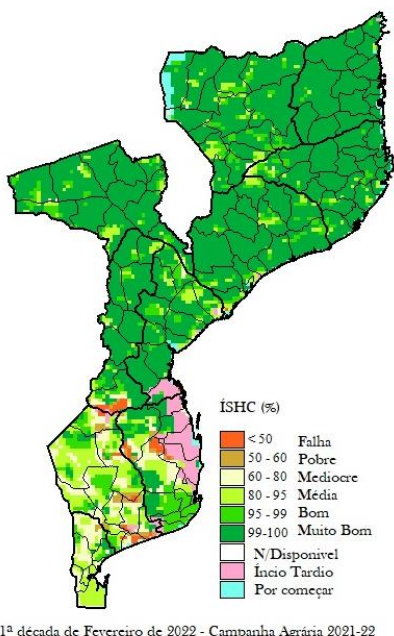 ÍSHC (%)
< 50 Falha
50 - 60 Pobre
60 - 80 Mediocre
80 - 95 Média
95 - 99 Bom
99-100 Muito Bom
N/Disponivel
Íncio Tardio
Por começar
1ª década de Fevereiro de 2022 - Campanha Agrária 2021-22